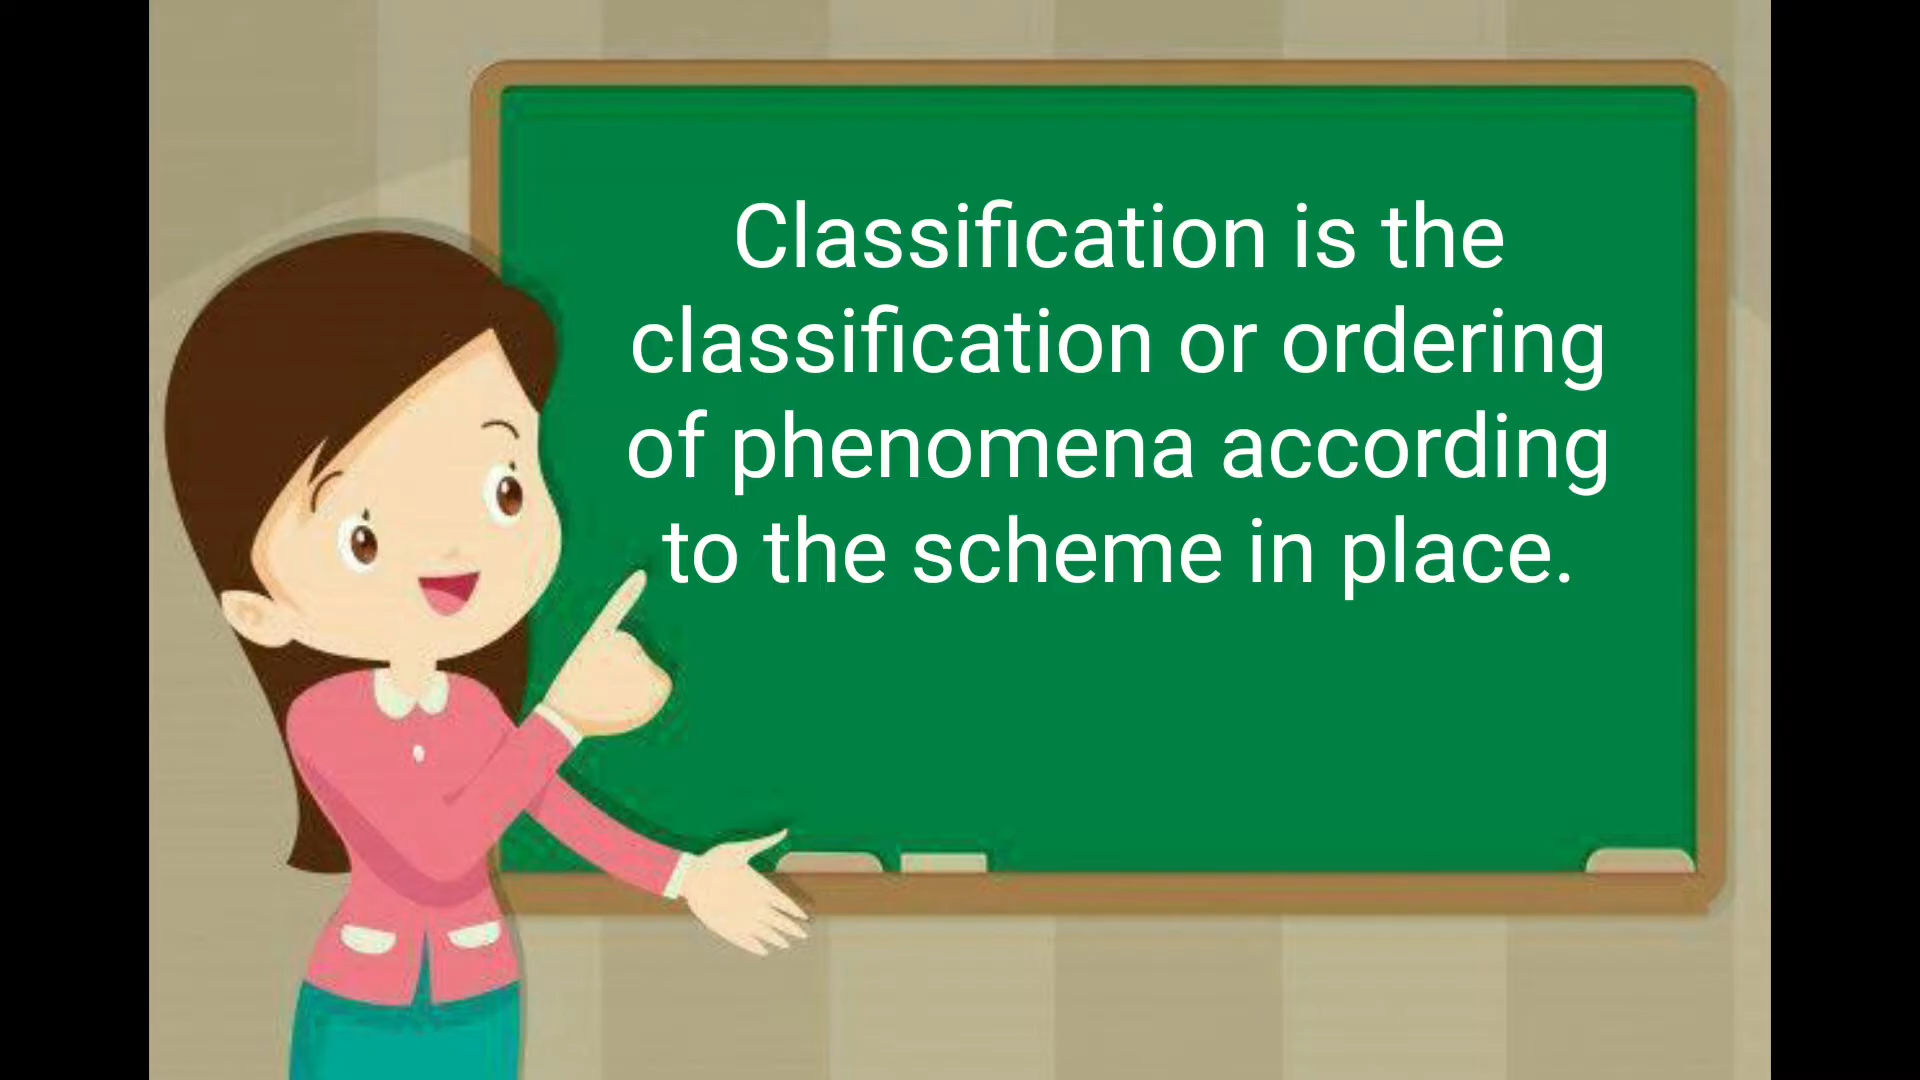 Classification is the
classification or ordering
of phenomena according
to the scheme in place.